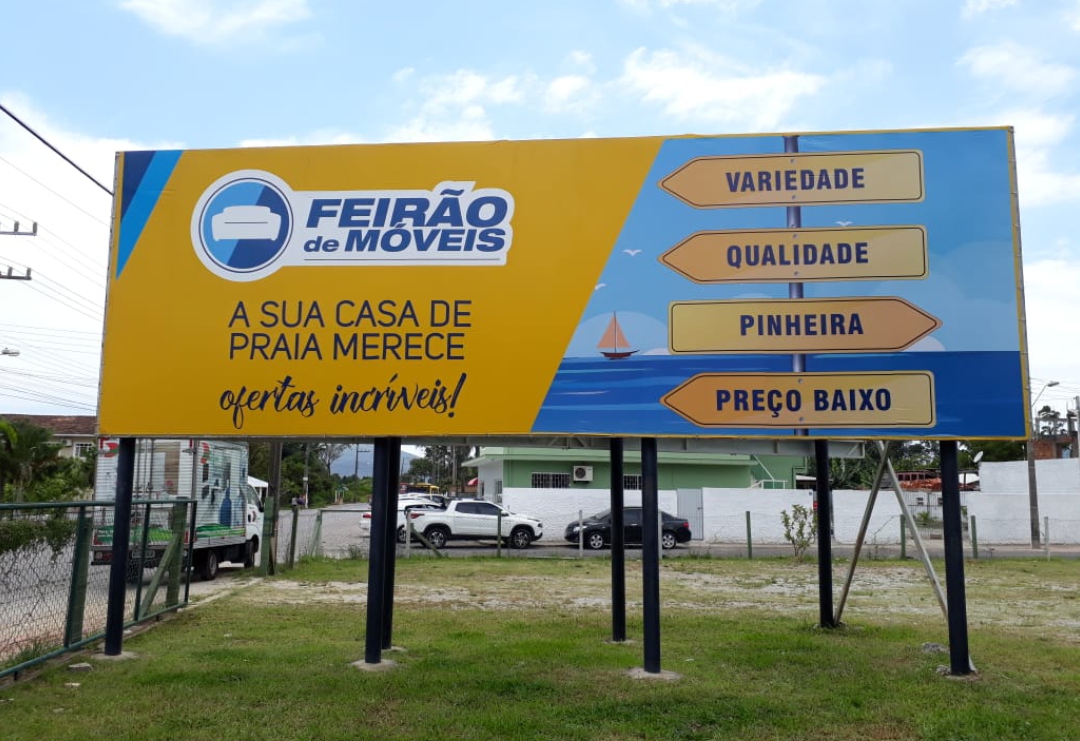 FEIRÃO
de MÓVEIS
A SUA CASA DE
PRAIA MERECE
ofertas incríveis!
VARIEDADE
QUALIDADE
PINHEIRA
PREÇO BAIXO